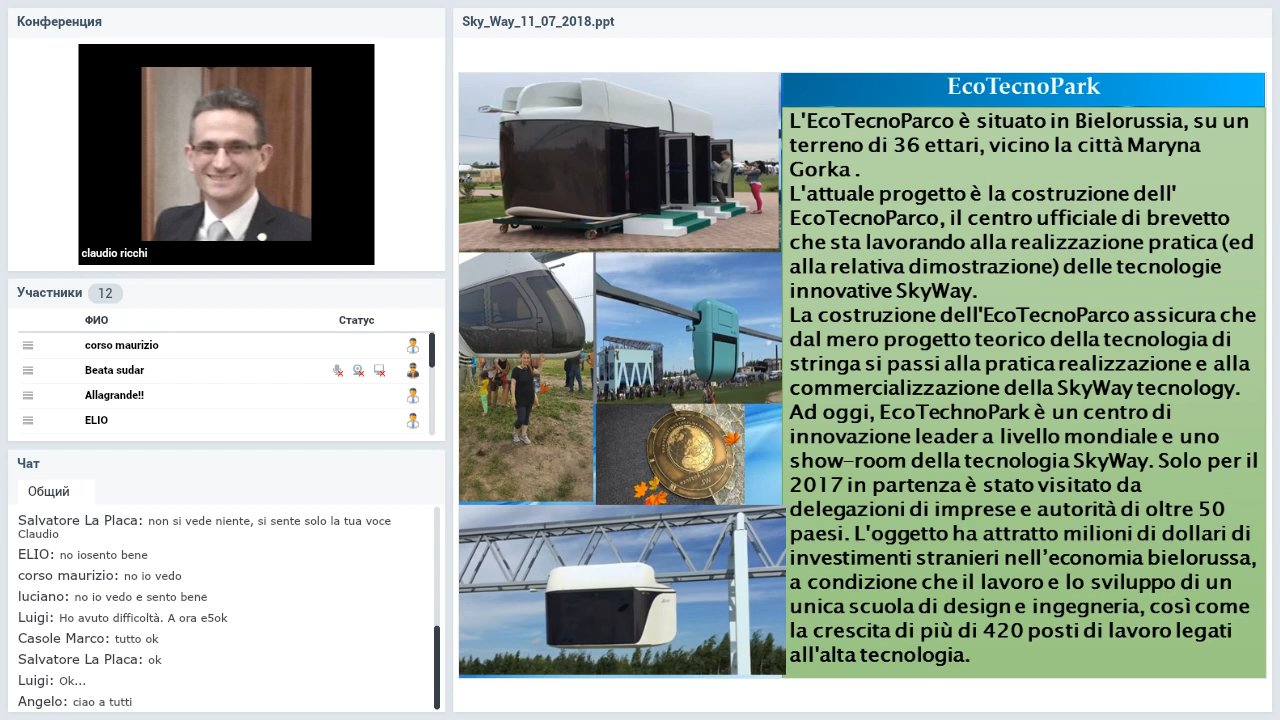 Конференция
claudio ricchi
Участники 12
ФИО Статус
corso maurizio
Beata sudar
Allagrande!!
ELIO
Чат
Общий
Salvatore La Placa: non si vede niente, si sente solo la tua voce
Claudio
ELIO: no iosento bene
corso maurizio: no io vedo
luciano: no io vedo e sento bene
Luigi: Ho avuto difficoltà. A ora e5ok
Casole Marco: tutto ok
Salvatore La Placa: ok
Luigi: Ok...
Angelo: ciao a tutti
Sky_Way_11_07_2018.ppt
EcoTecnoPark
L'EcoTecnoParco è situato in Bielorussia, su un
terreno di 36 ettari, vicino la città Maryna
Gorka .
L'attuale progetto è la costruzione dell'
EcoTecnoParco, il centro ufficiale di brevetto
che sta lavorando alla realizzazione pratica (ed
alla relativa dimostrazione) delle tecnologie
innovative SkyWay.
La costruzione dell'EcoTecnoParco assicura che
dal mero progetto teorico della tecnologia di
stringa si passi alla pratica realizzazione e alla
commercializzazione della SkyWay tecnology.
Ad oggi, EcoTechnoPark è un centro di
innovazione leader a livello mondiale e uno
show-room della tecnologia SkyWay. Solo per il
2017 in partenza è stato visitato da
delegazioni di imprese e autorità di oltre 50
paesi. L'oggetto ha attratto milioni di dollari di
investimenti stranieri nell’economia bielorussa,
a condizione che il lavoro e lo sviluppo di un
unica scuola di design e ingegneria, così come
la crescita di più di 420 posti di lavoro legati
all'alta tecnologia.